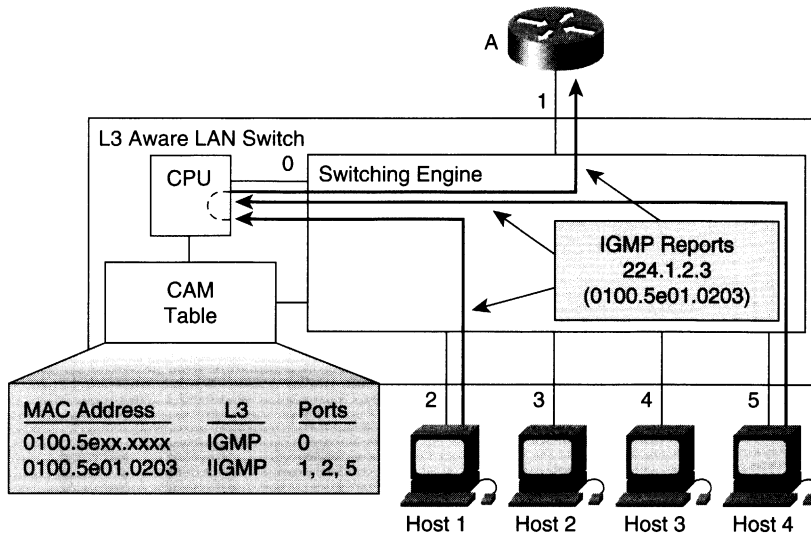 A
1
L3 Aware LAN Switch
0
CPU
Switching Engine
IGMP Reports
224.1.2.3
(0100.5e01.0203)
CAM
Table
MAC Address L3 Ports
0100.5exx.xxxx IGMP 0
0100.5e01.0203 !IGMP 1, 2, 5
2 3 4 5
Host 1 Host 2 Host 3 Host 4